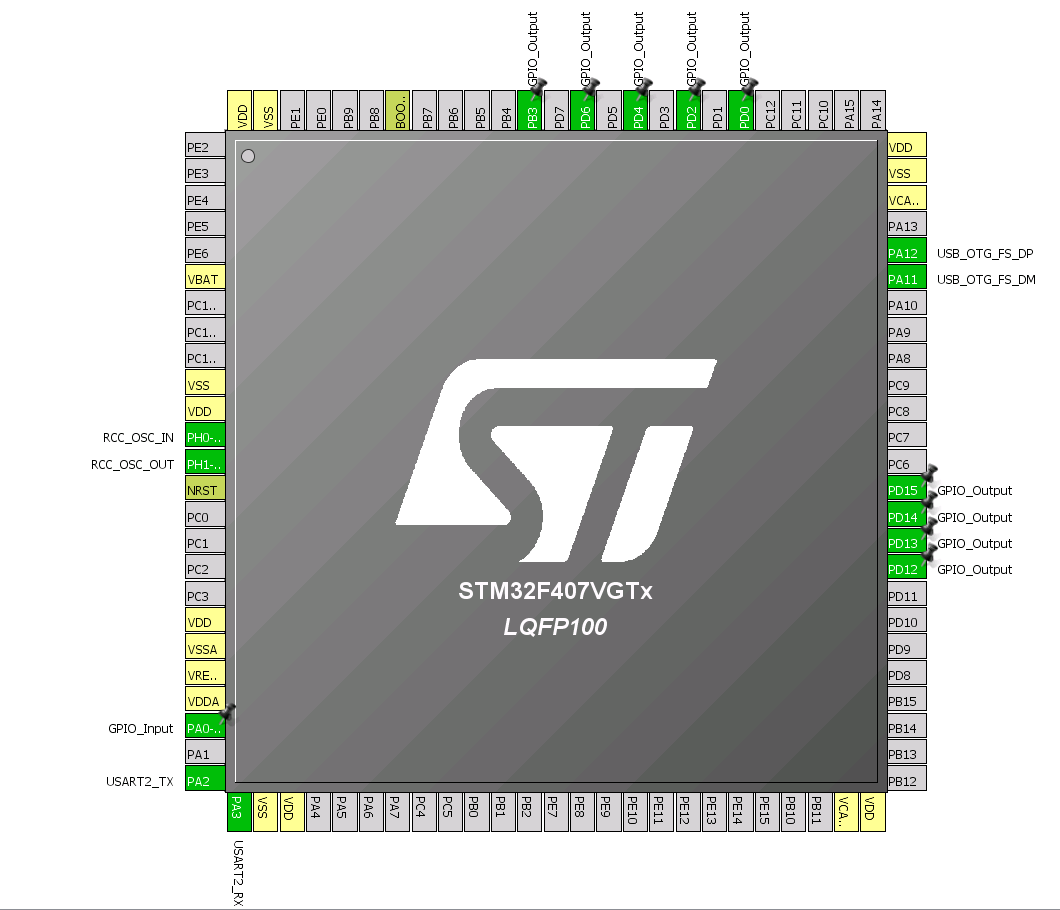 GPIO_Output
GPIO_Output
GPIO_Output
GPIO_Output
GPIO_Output
VDD
VSS
PE1
PE0
PB9
PB8
BOO..
PB7
PB6
PB5
PB4
PB3
PD7
PD6
PD5
PD4
PD3
PD2
PD1
PD0
PC12
PC11
PC10
PA15
PA14
PE2
PE3
PE4
PE5
PE6
VBAT
PC1..
PC1..
PC1..
VSS
VDD
RCC_OSC_IN PH0-..
RCC_OSC_OUT PH1-..
NRST
PC0
PC1
PC2
PC3
VDD
VSSA
VRE..
VDDA
GPIO_Input PA0-..
PA1
USART2_TX PA2
STM32F407VGTx
LQFP100
VDD
VSS
VCA..
PA13
PA12 USB_OTG_FS_DP
PA11 USB_OTG_FS_DM
PA10
PA9
PA8
PC9
PC8
PC7
PC6
PD15 GPIO_Output
PD14 GPIO_Output
PD13 GPIO_Output
PD12 GPIO_Output
PD11
PD10
PD9
PD8
PB15
PB14
PB13
PB12
PA3
VSS
VDD
PA4
PA5
PA6
PA7
PC4
PC5
PB0
PB1
PB2
PE7
PE8
PE9
PE10
PE11
PE12
PE13
PE14
PE15
PB10
PB11
VCA..
VDD
USART2_RX